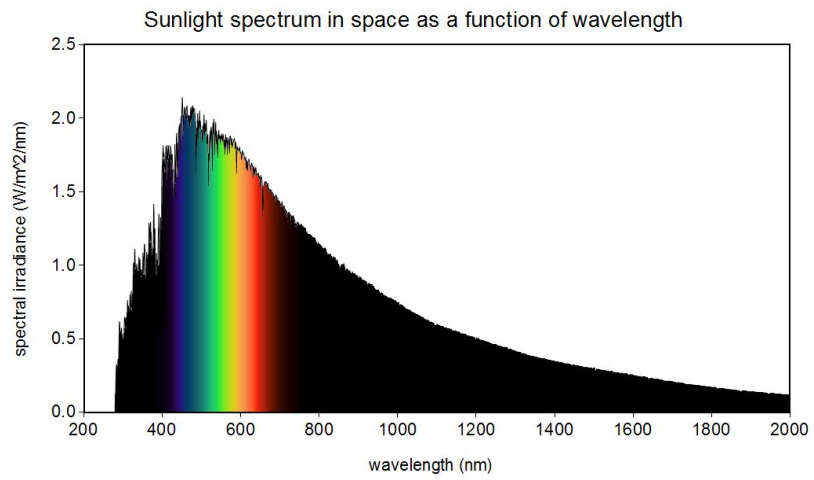 Sunlight spectrum in space as a function of wavelength
2.5
2.0
1.5
1.0
0.5
0.0
spectral irradiance (W/m^2/nm)
200 400 600 800 1000 1200 1400 1600 1800 2000
wavelength (nm)